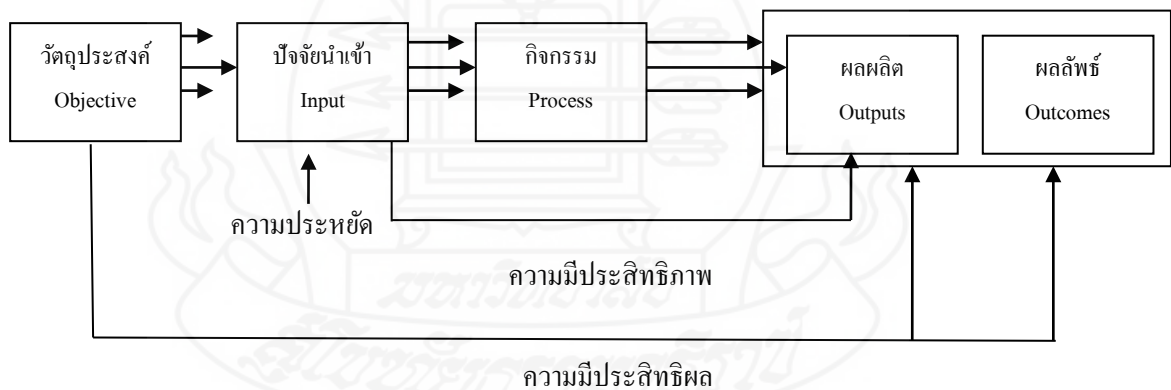 วัตถุประสงค์
Objective
ปัจจัยนำเข้า
Input
กิจกรรม
Process
ผลผลิต
Outputs
ผลลัพธ์
Outcomes
ความประหยัด
ความมีประสิทธิภาพ
ความมีประสิทธิผล